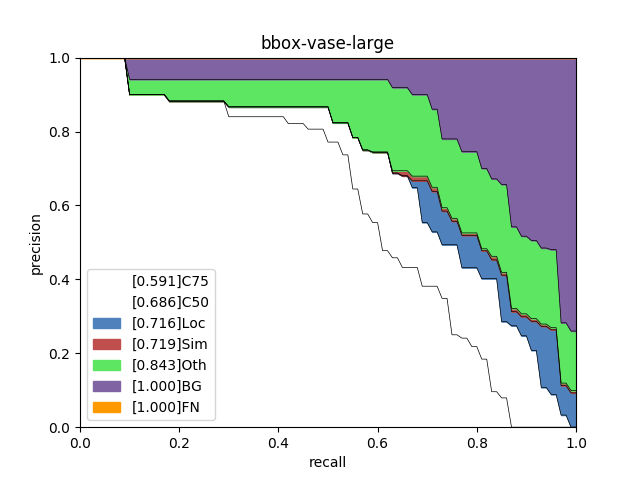 bbox-vase-large
precision
1.0
0.8
0.6
0.4
0.2
0.0
[0.591]C75
[0.686]C50
[0.716]Loc
[0.719]Sim
[0.843]Oth
[1.000]BG
[1.000]FN
0.0 0.2 0.4 0.6 0.8 1.0
recall